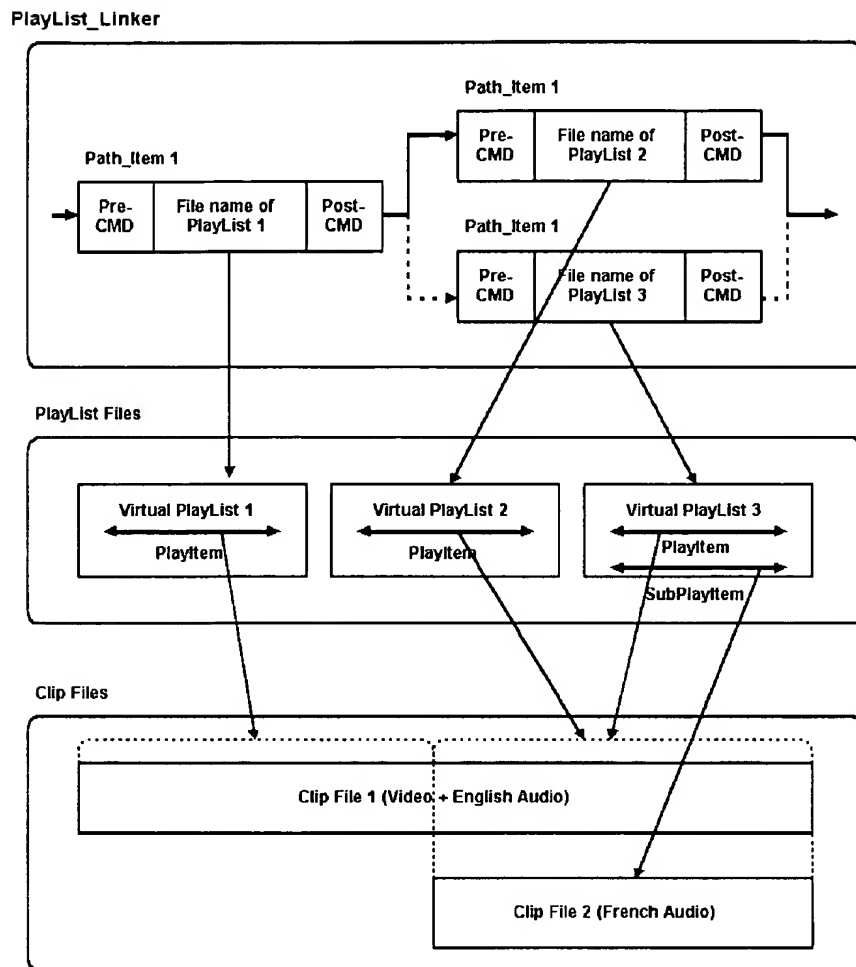 PlayList_Linker
Path_Item 1
Pre-
CMD
File name of
PlayList 2
Post-
CMD
Path_Item 1
Pre-
CMD
File name of
PlayList 1
Post-
CMD
Path_Item 1
Pre-
CMD
File name of
PlayList 3
Post-
CMD
PlayList Files
Virtual PlayList 1
PlayItem
Virtual PlayList 2
PlayItem
Virtual PlayList 3
PlayItem
SubPlayItem
Clip Files
Clip File 1 (Video + English Audio)
Clip File 2 (French Audio)